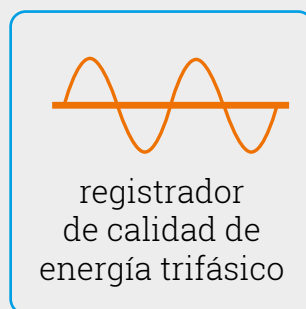 registrador
de calidad de
energía trifásico